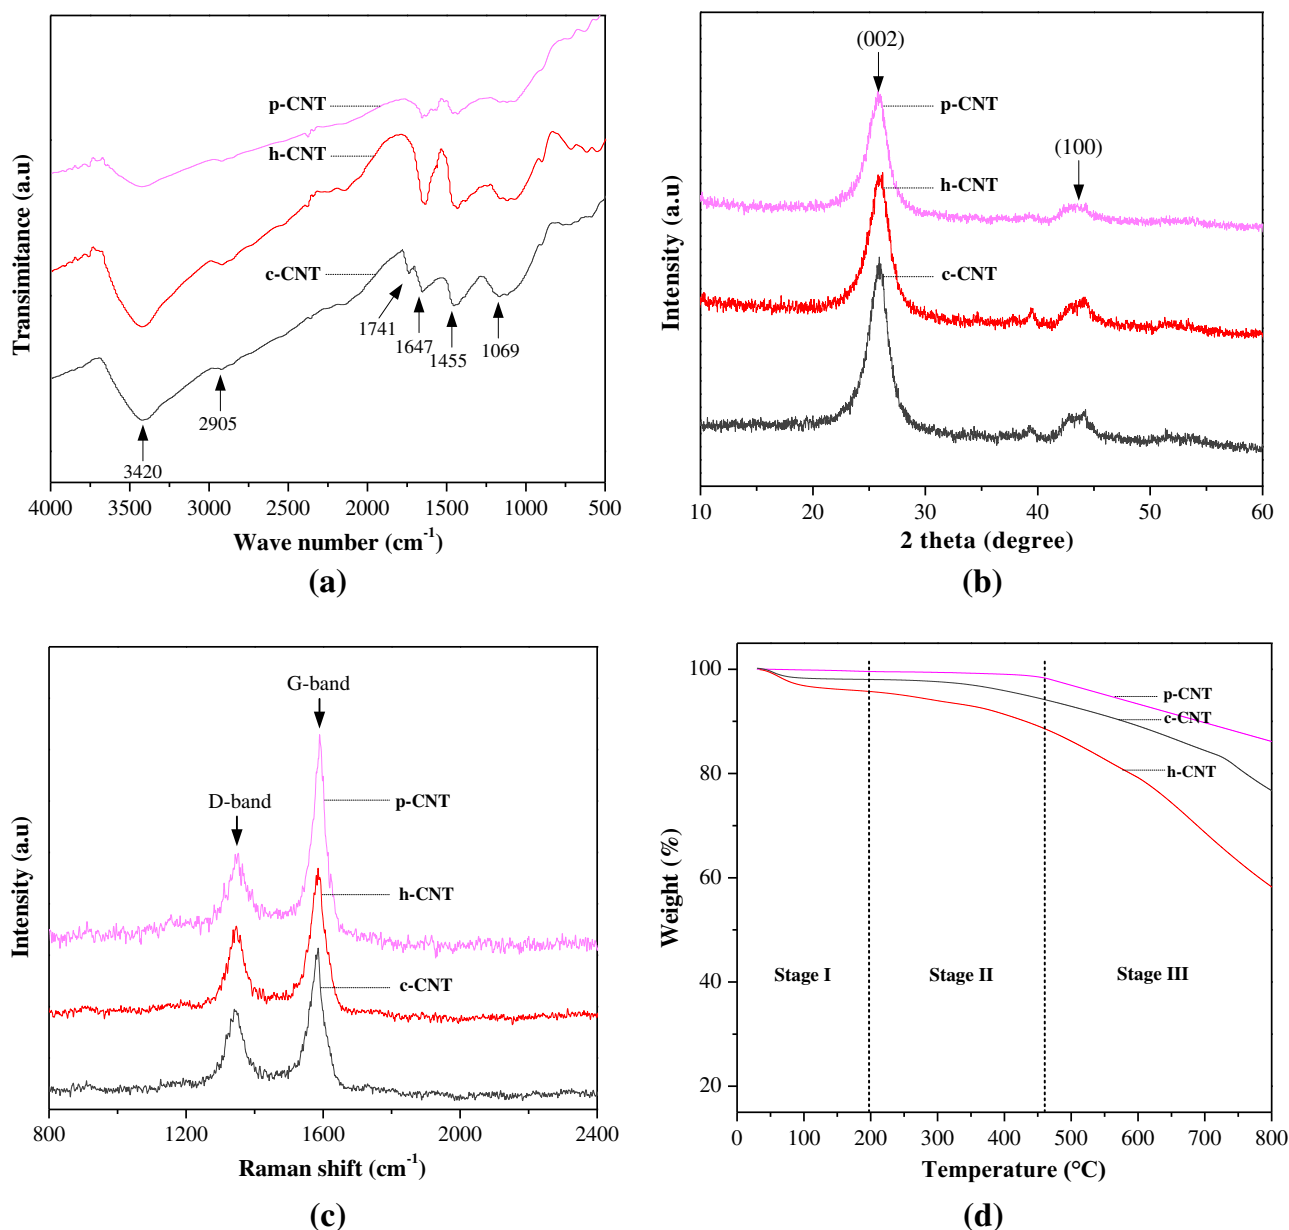 Transimitance (a.u)
p-CNT
h-CNT
c-CNT
1741
1647
1455
1069
2905
3420
4000 3500 3000 2500 2000 1500 1000 500
Wave number (cm-1)
(a)
Intensity (a.u)
(002)
p-CNT
(100)
h-CNT
c-CNT
10 20 30 40 50 60
2 theta (degree)
(b)
Intensity (a.u)
G-band
D-band
p-CNT
h-CNT
c-CNT
800 1200 1600 2000 2400
Raman shift (cm-1)
(c)
Weight (%)
100
80
60
40
20
p-CNT
c-CNT
h-CNT
Stage I Stage II Stage III
0 100 200 300 400 500 600 700 800
Temperature (°C)
(d)